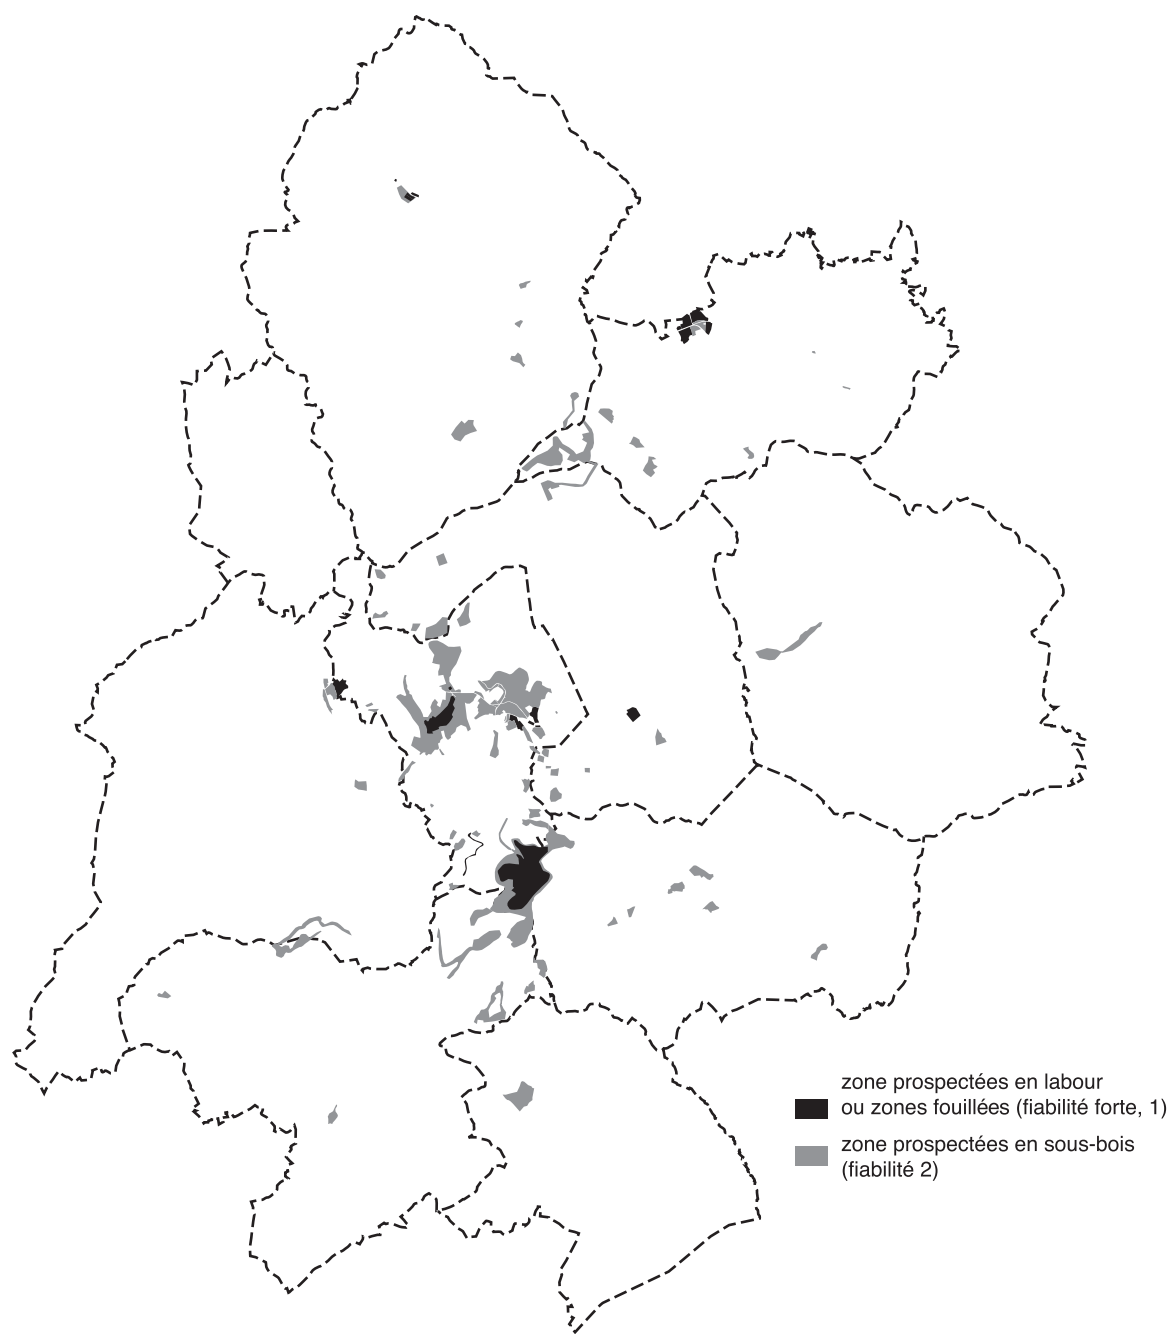 zone prospectées en labour
ou zones fouillées (fiabilité forte, 1)
zone prospectées en sous-bois
(fiabilité 2)